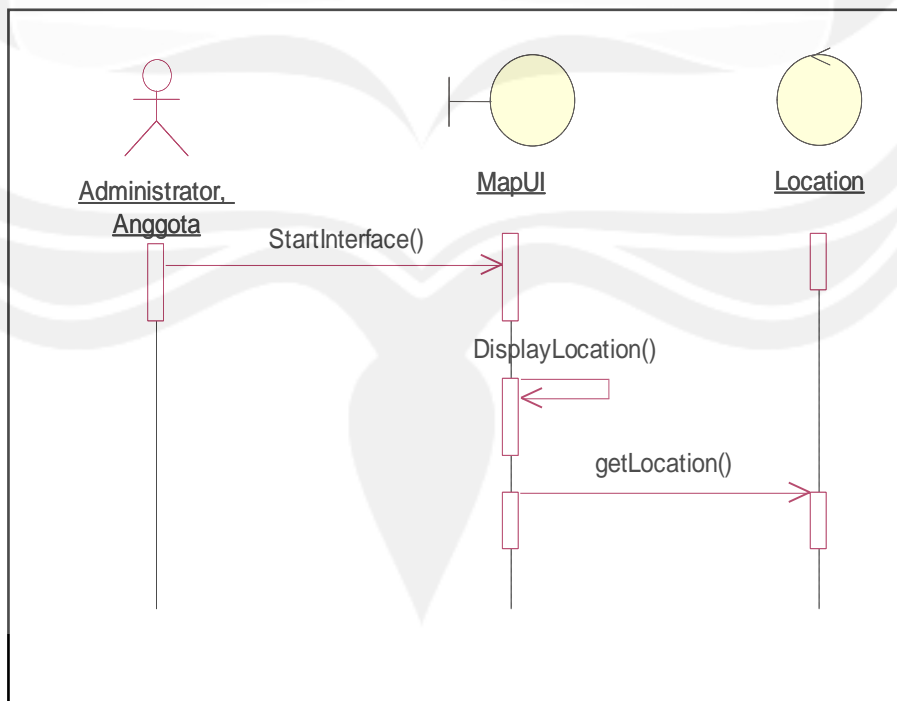 Administrator,
Anggota
MapUI
Location
StartInterface()
DisplayLocation()
getLocation()